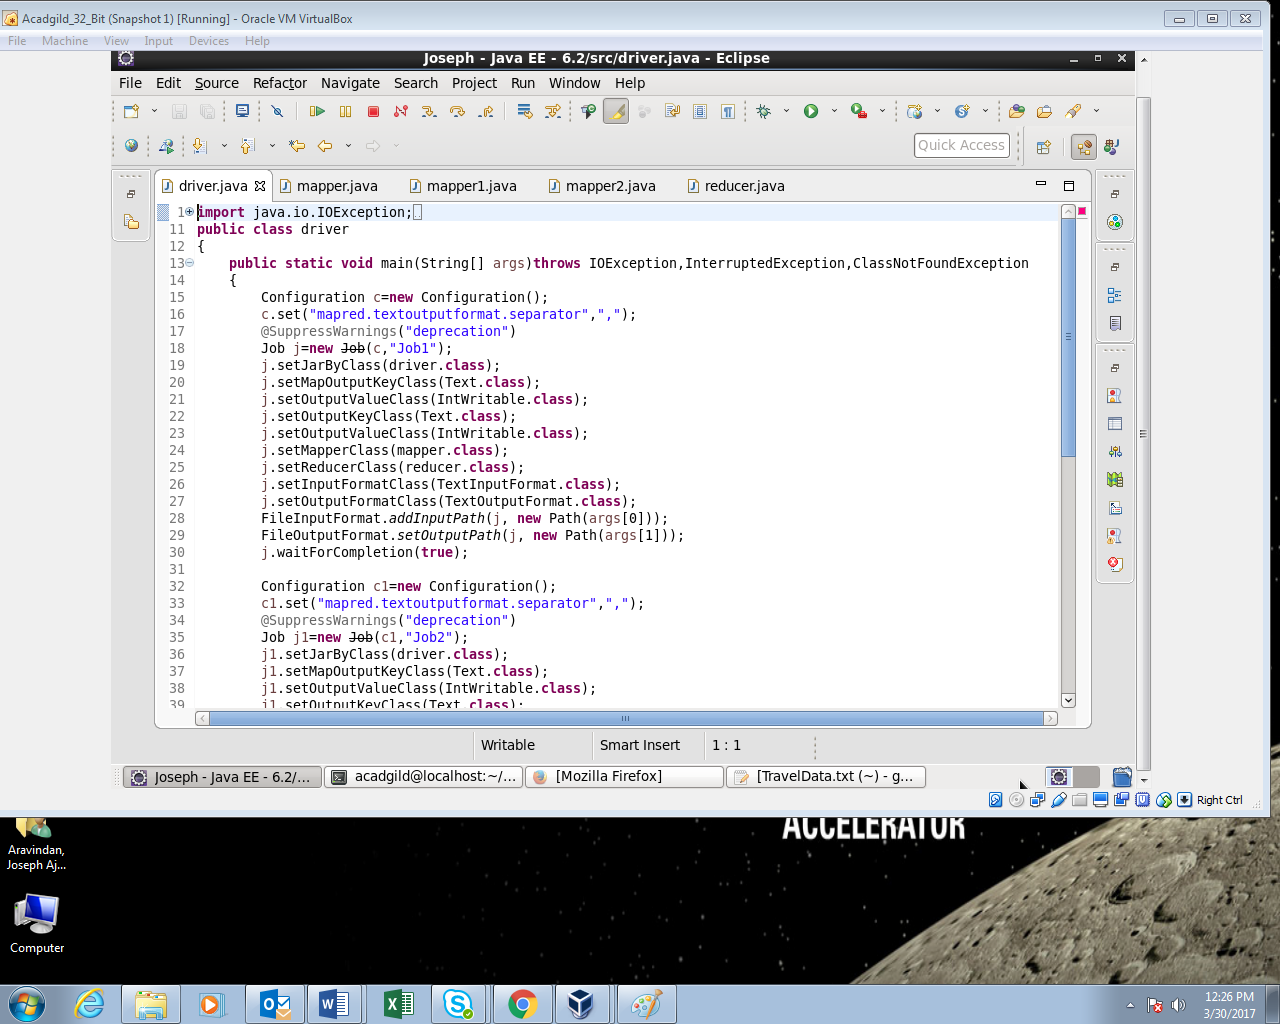 Acadgild_32_Bit (Snapshot 1) [Running] - Oracle VM VirtualBox
File Machine View Input Devices Help
Joseph - Java EE - 6.2/src/driver.java - Eclipse
File Edit Source Refactor Navigate Search Project Run Window Help
Quick Access
driver.java mapper.java mapper1.java mapper2.java reducer.java
1 import java.io.IOException;
11 public class driver
12 {
13 public static void main(String[] args)throws IOException,InterruptedException,ClassNotFoundException
14 {
15 Configuration c=new Configuration();
16 c.set("mapred.textoutputformat.separator",",");
17 @SuppressWarnings("deprecation")
18 Job j=new Job(c,"Job1");
19 j.setJarByClass(driver.class);
20 j.setMapOutputKeyClass(Text.class);
21 j.setOutputValueClass(IntWritable.class);
22 j.setOutputKeyClass(Text.class);
23 j.setOutputValueClass(IntWritable.class);
24 j.setMapperClass(mapper.class);
25 j.setReducerClass(reducer.class);
26 j.setInputFormatClass(TextInputFormat.class);
27 j.setOutputFormatClass(TextOutputFormat.class);
28 FileInputFormat.addInputPath(j, new Path(args[0]));
29 FileOutputFormat.setOutputPath(j, new Path(args[1]));
30 j.waitForCompletion(true);
31
32 Configuration c1=new Configuration();
33 c1.set("mapred.textoutputformat.separator",",");
34 @SuppressWarnings("deprecation")
35 Job j1=new Job(c1,"Job2");
36 j1.setJarByClass(driver.class);
37 j1.setMapOutputKeyClass(Text.class);
38 j1.setOutputValueClass(IntWritable.class);
39 j1.setOutputKeyClass(Text.class);
Writable Smart Insert 1 : 1
Joseph - Java EE - 6.2/... acadgild@localhost:~/... [Mozilla Firefox] [TravelData.txt (~) - g...
Right Ctrl
ACCELERATOR
Aravindan,
Joseph Aj...
Computer
12:26 PM
3/30/2017